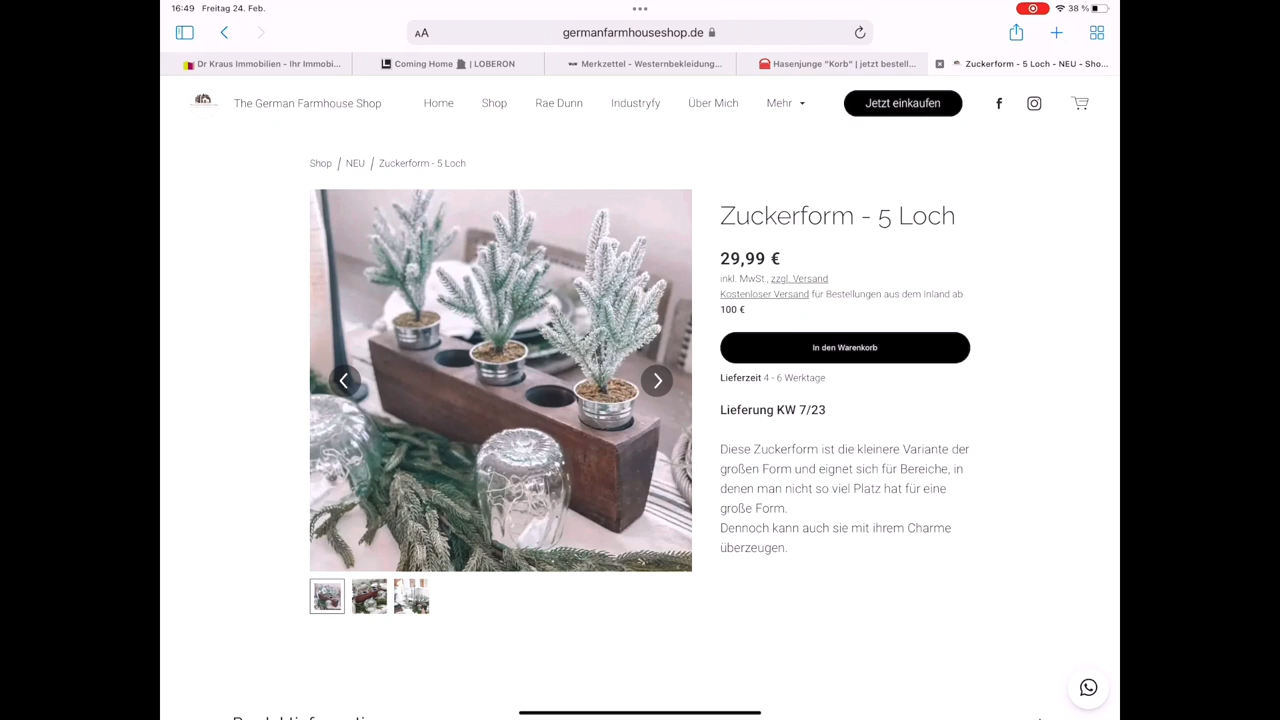 16:49 Freitag 24. Feb.
38 %
AA germanfarmhouseshop.de
Dr Kraus Immobilien - Ihr Immobi...
Coming Home | LOBERON
Merkzettel - Westernbekleidung...
Hasenjunge "Korb" | jetzt bestell...
Zuckerform - 5 Loch - NEU - Sho...
The German Farmhouse Shop
Home Shop Rae Dunn Industryfy Über Mich Mehr
Jetzt einkaufen
Shop / NEU / Zuckerform - 5 Loch
Zuckerform - 5 Loch
29,99 €
inkl. MwSt., zzgl. Versand
Kostenloser Versand für Bestellungen aus dem Inland ab
100 €
In den Warenkorb
Lieferzeit 4 - 6 Werktage
Lieferung KW 7/23
Diese Zuckerform ist die kleinere Variante der
großen Form und eignet sich für Bereiche, in
denen man nicht so viel Platz hat für eine
große Form.
Dennoch kann auch sie mit ihrem Charme
überzeugen.